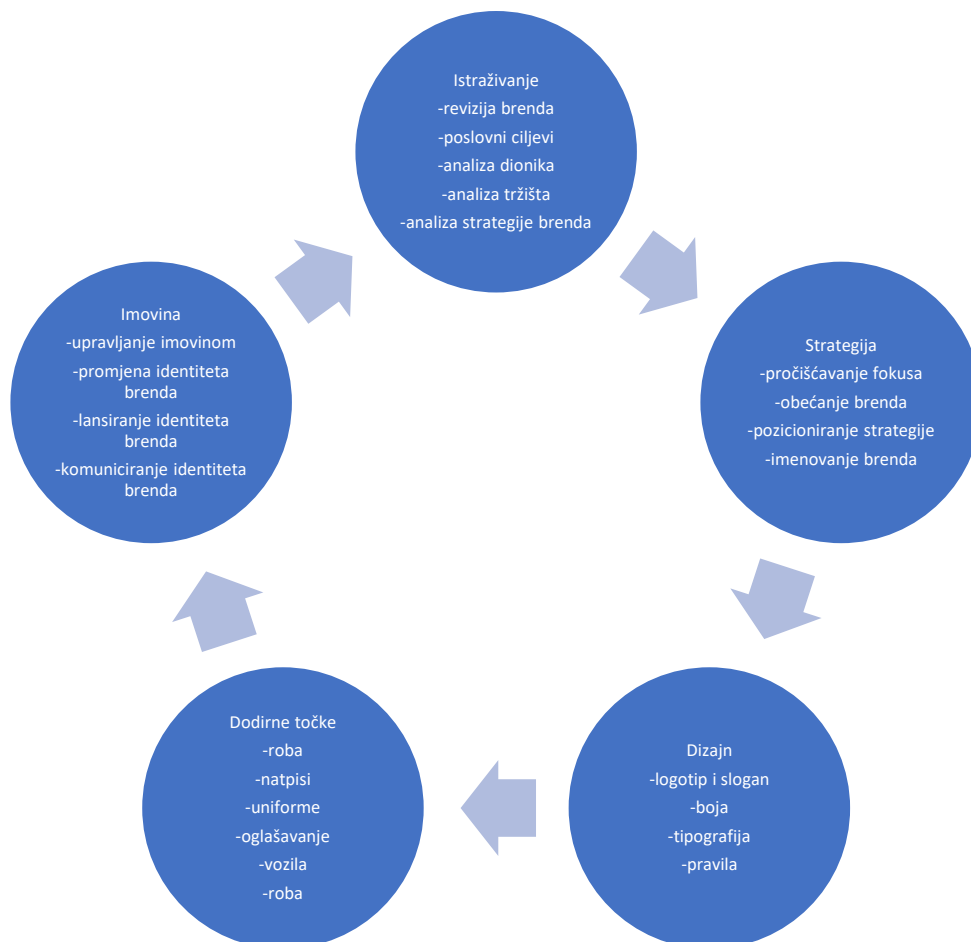 Istraživanje
-revizija brenda
-poslovni ciljevi
-analiza dionika
-analiza tržišta
-analiza strategije brenda
Strategija
-pročišćavanje fokusa
-obećanje brenda
-pozicioniranje strategije
-imenovanje brenda
Dizajn
-logotip i slogan
-boja
-tipografija
-pravila
Dodirne točke
-roba
-natpisi
-uniforme
-oglašavanje
-vozila
-roba
Imovina
-upravljanje imovinom
-promjena identiteta
brenda
-lansiranje identiteta
brenda
-komuniciranje identiteta
brenda